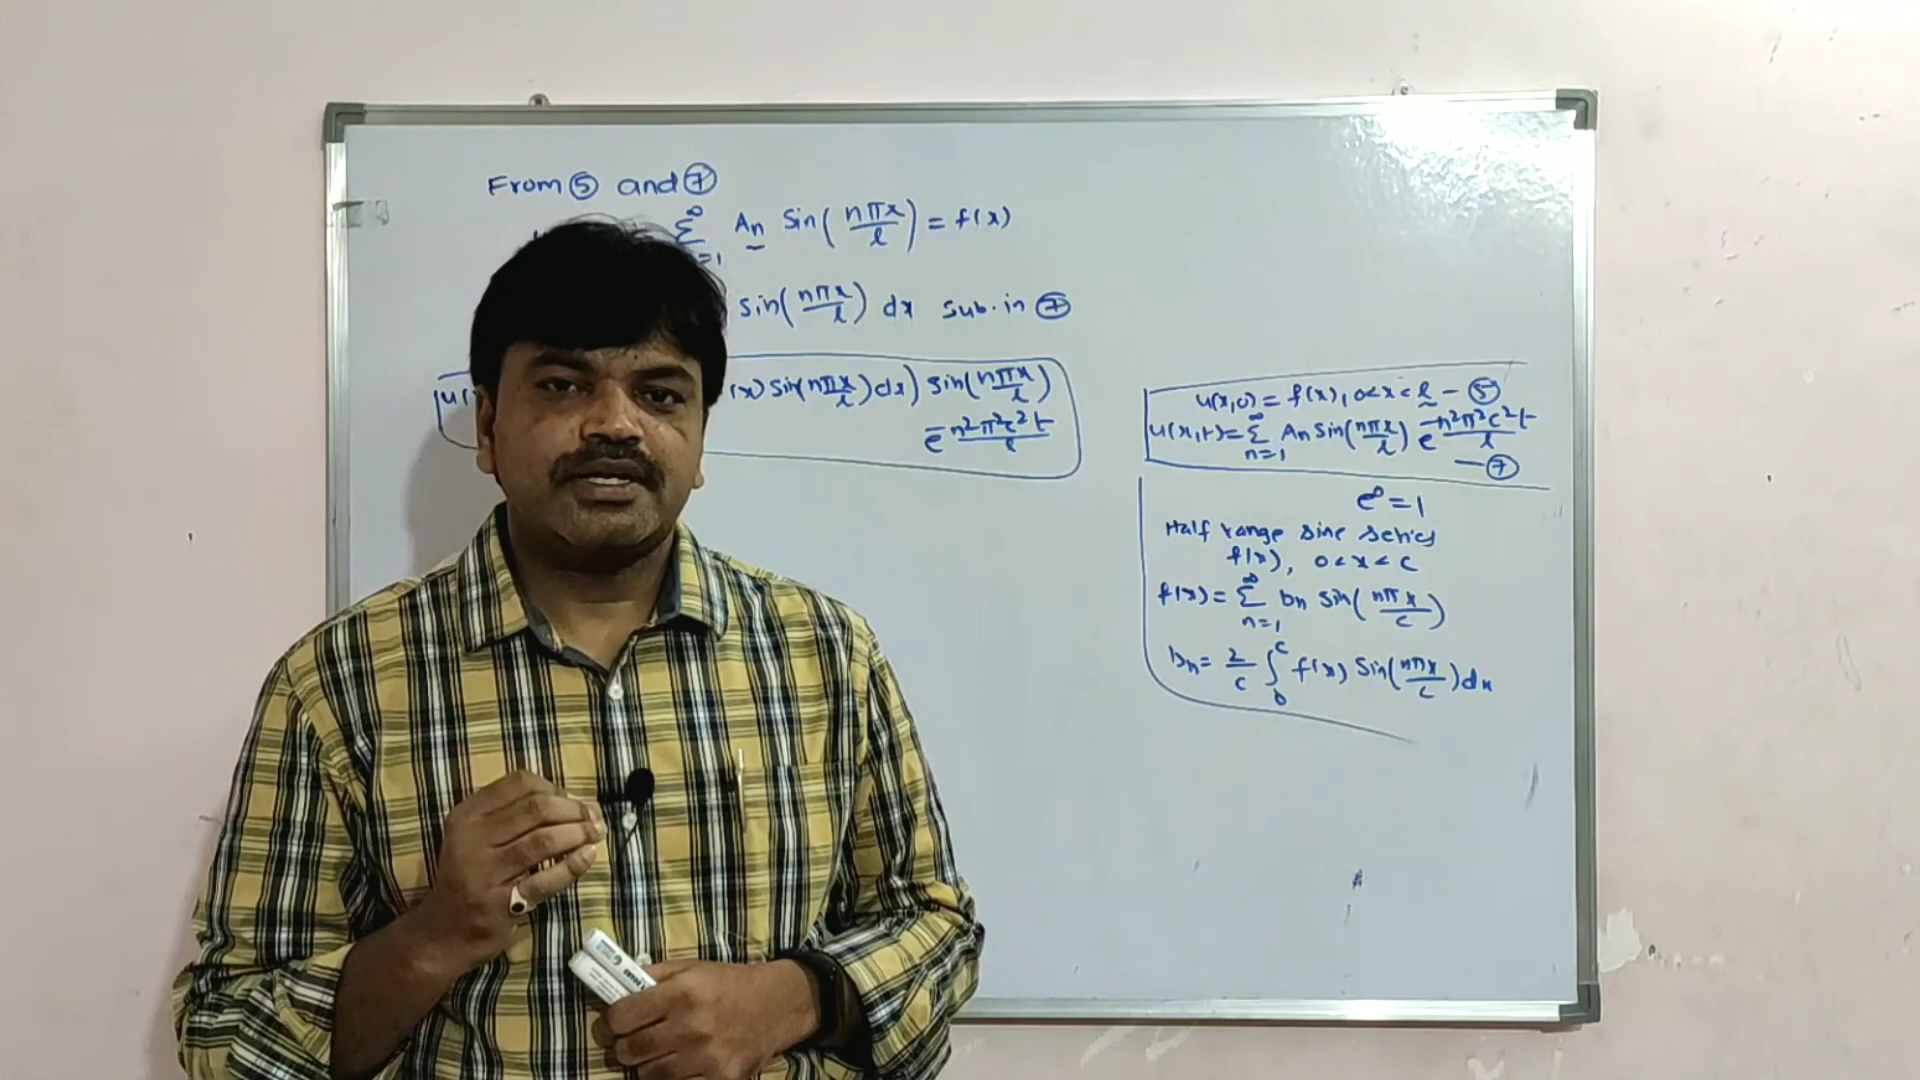 From ⑤ and ⑦
∞
Σ An sin(nπx/l) = f(x)
=1
sin(nπx/l) dx sub. in ⑦
u( (x) sin(nπx/l) dx) sin(nπx/l)
e^-n²π²c²t/l
u(x,0) = f(x), 0<x<l — ⑤
u(x,t) = Σ_{n=1}^{∞} An sin(nπx/l) e^-n²π²c²t/l
— ⑦
e⁰ = 1
Half range sine series
f(x), 0<x<c
f(x) = Σ_{n=1}^{∞} bn sin(nπx/c)
bn = 2/c ∫₀^c f(x) sin(nπx/c) dx